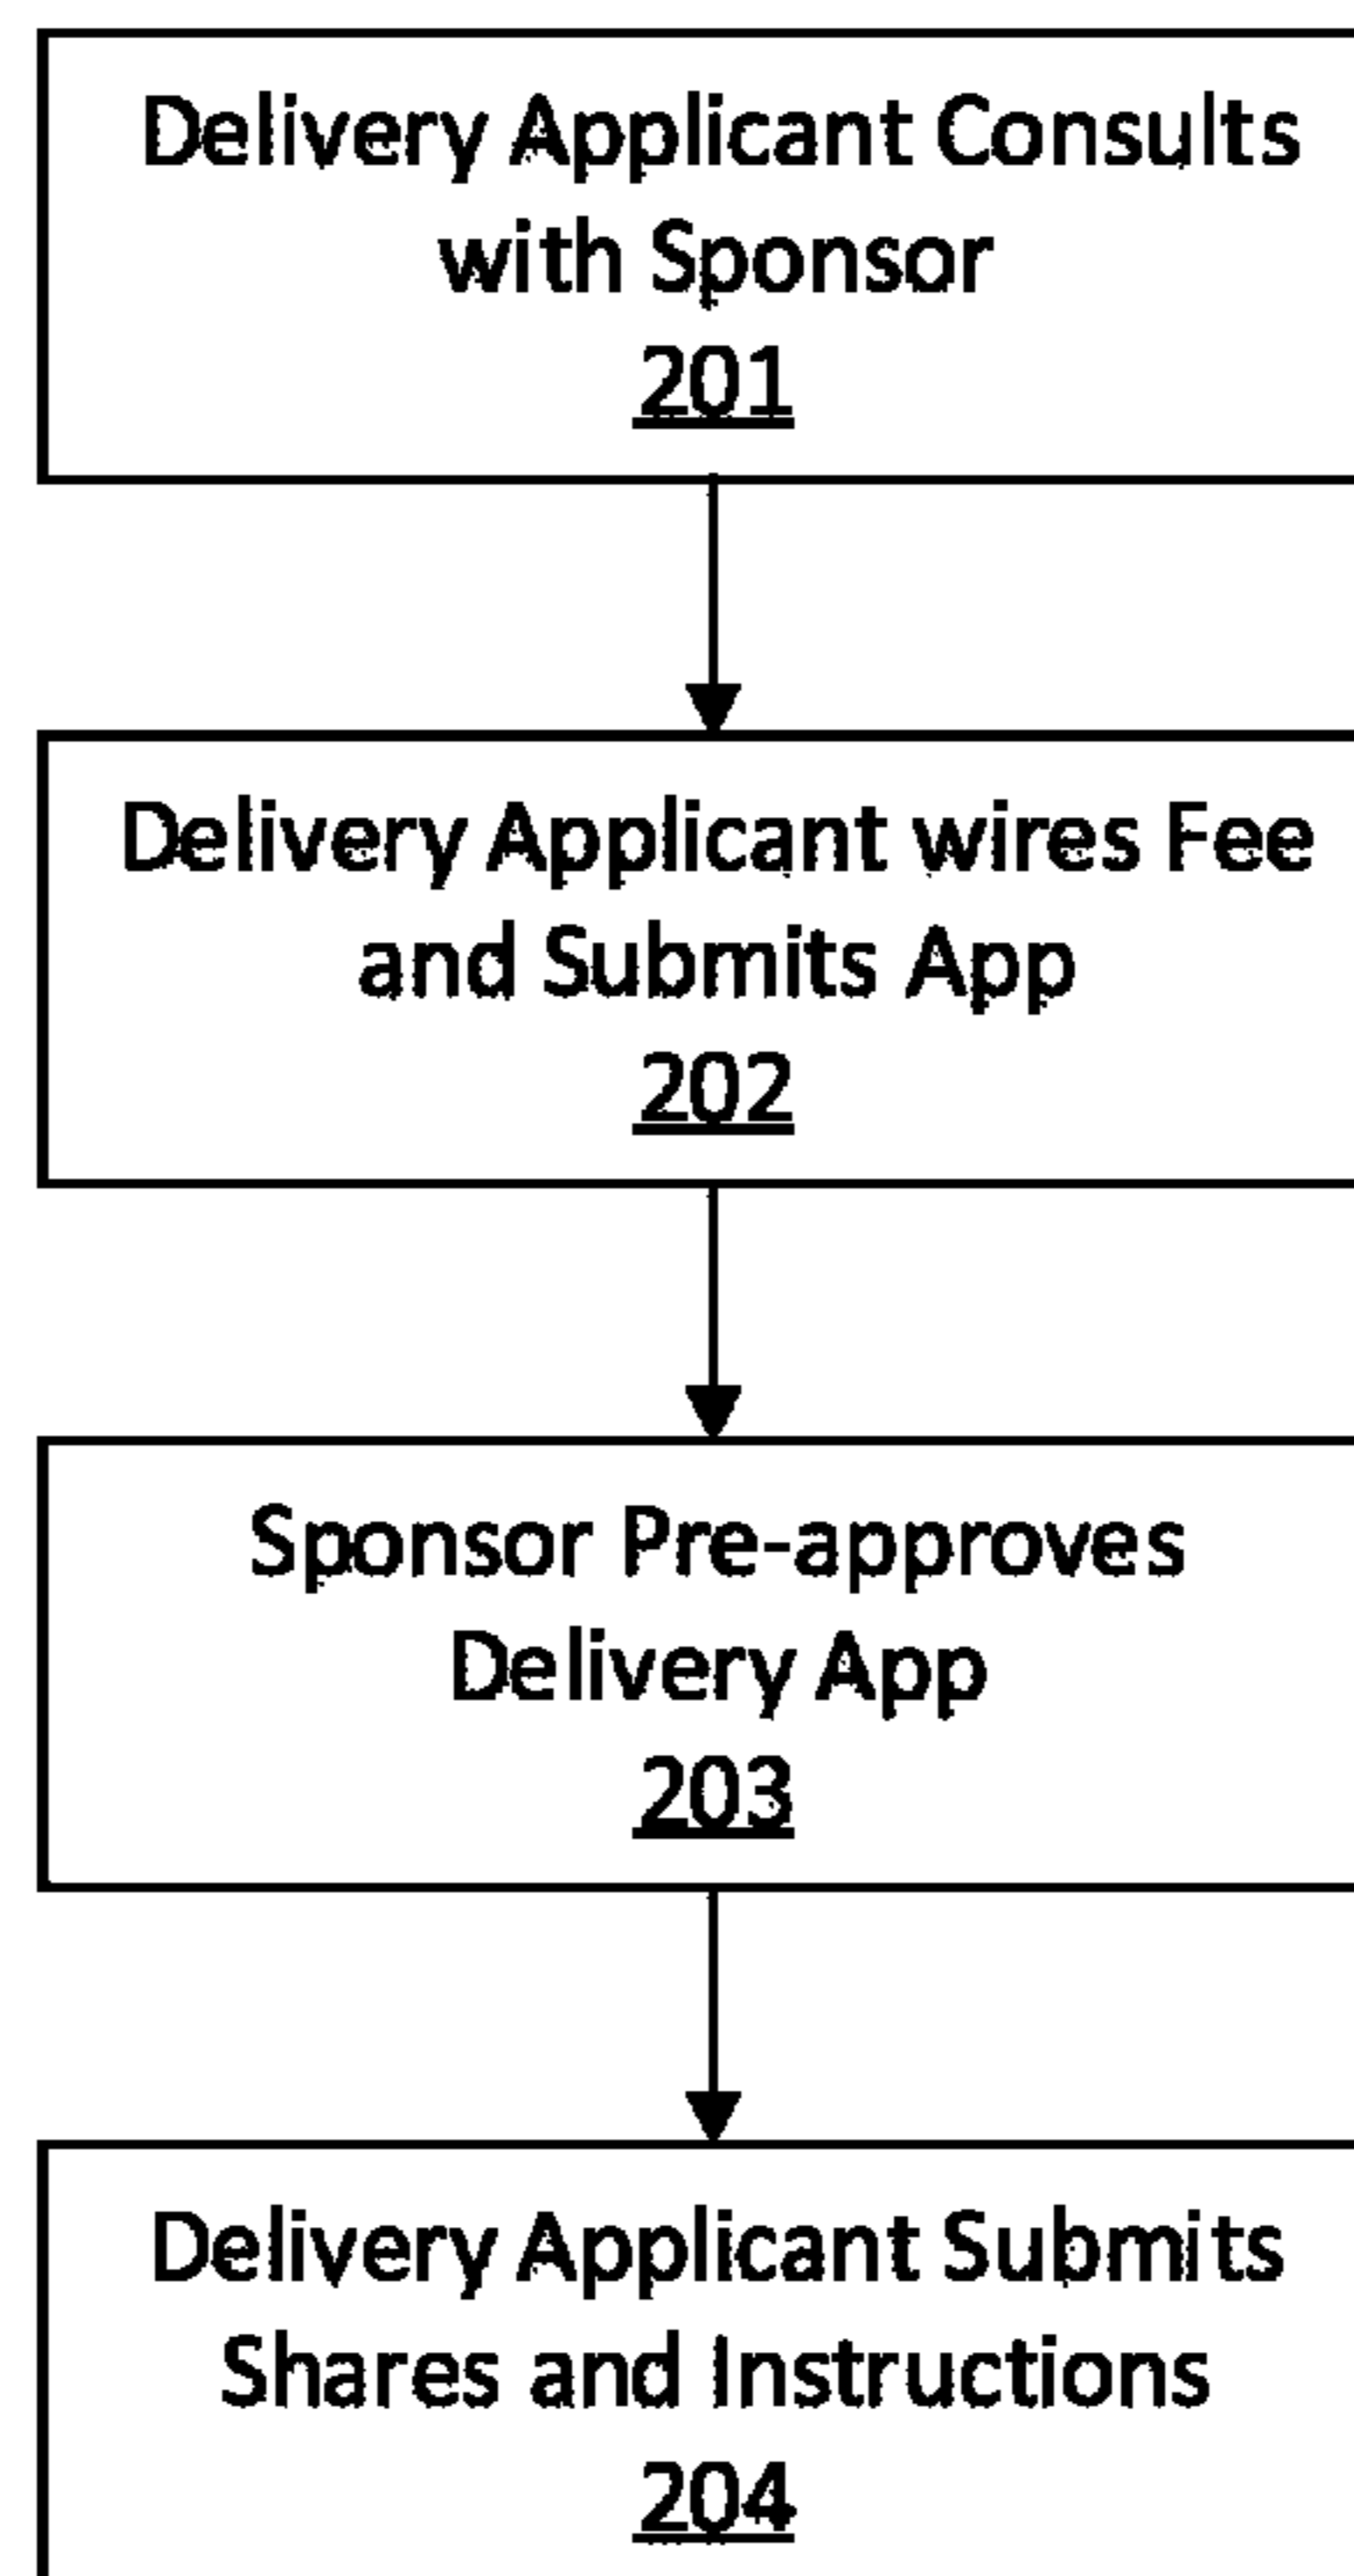 Delivery Applicant Consults
with Sponsor
201
Delivery Applicant wires Fee
and Submits App
202
Sponsor Pre-approves
Delivery App
203
Delivery Applicant Submits
Shares and Instructions
204